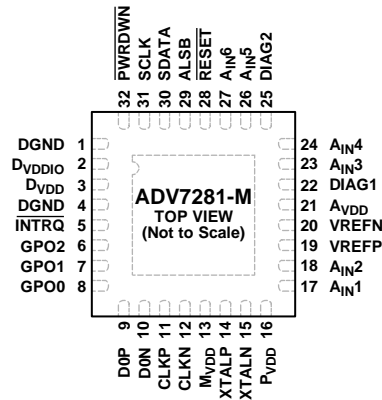 32 P̅W̅R̅D̅W̅N̅
31 SCLK
30 SDATA
29 ALSB
28 R̅E̅S̅E̅T̅
27 AIN6
26 AIN5
25 DIAG2
DGND 1
DVDDIO 2
DVDD 3
DGND 4
I̅N̅T̅R̅Q̅ 5
GPO2 6
GPO1 7
GPO0 8
ADV7281-M
TOP VIEW
(Not to Scale)
24 AIN4
23 AIN3
22 DIAG1
21 AVDD
20 VREFN
19 VREFP
18 AIN2
17 AIN1
D0P 9
D0N 10
CLKP 11
CLKN 12
MVDD 13
XTALP 14
XTALN 15
PVDD 16